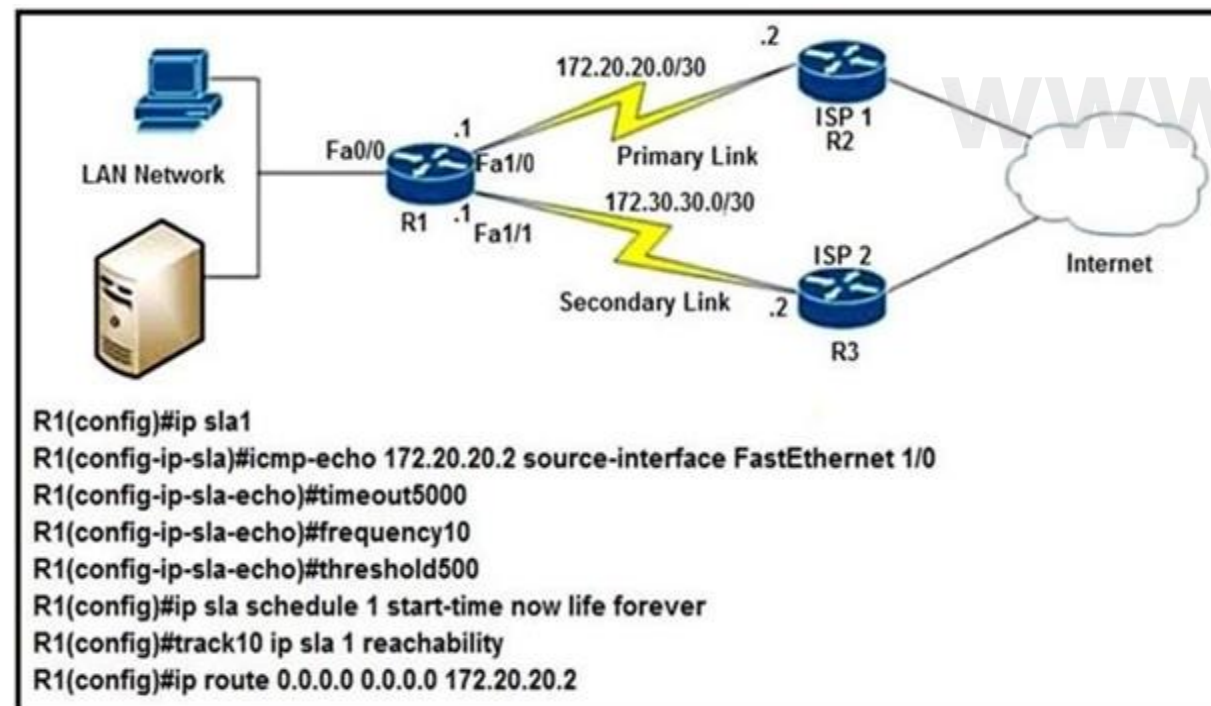 .2
172.20.20.0/30
ISP 1
R2
.1
Fa0/0
Fa1/0
Primary Link
LAN Network
172.30.30.0/30
R1
.1
Fa1/1
ISP 2
Internet
Secondary Link
.2
R3
R1(config)#ip sla1
R1(config-ip-sla)#icmp-echo 172.20.20.2 source-interface FastEthernet 1/0
R1(config-ip-sla-echo)#timeout5000
R1(config-ip-sla-echo)#frequency10
R1(config-ip-sla-echo)#threshold500
R1(config)#ip sla schedule 1 start-time now life forever
R1(config)#track10 ip sla 1 reachability
R1(config)#ip route 0.0.0.0 0.0.0.0 172.20.20.2